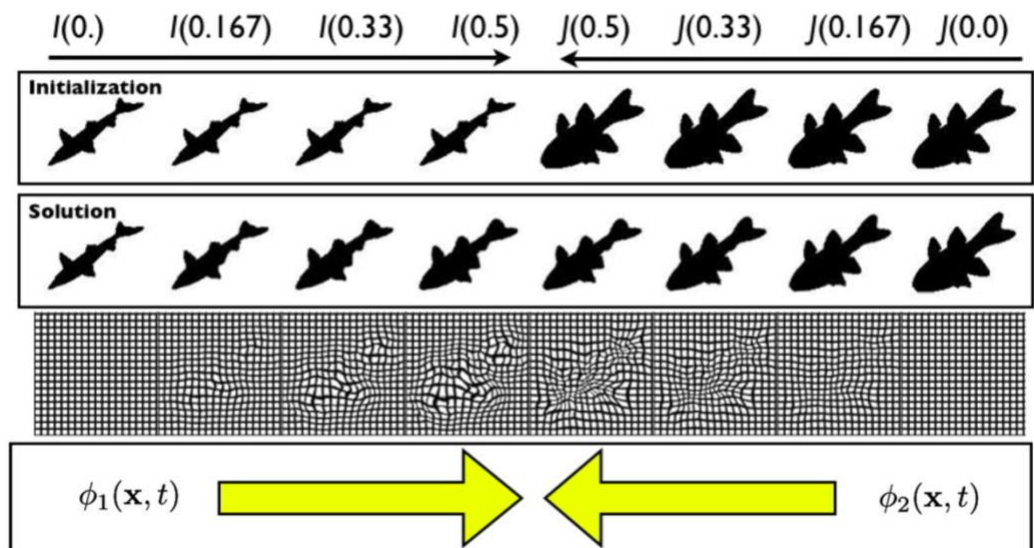 I(0.) I(0.167) I(0.33) I(0.5) J(0.5) J(0.33) J(0.167) J(0.0)
Initialization
Solution
ϕ₁(x, t) ϕ₂(x, t)